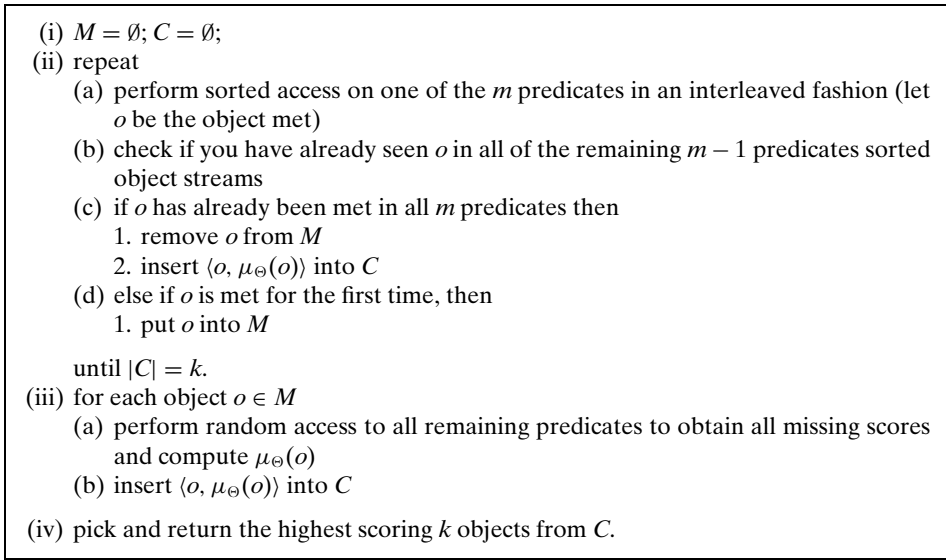 (i) M = ∅; C = ∅;
(ii) repeat
(a) perform sorted access on one of the m predicates in an interleaved fashion (let
o be the object met)
(b) check if you have already seen o in all of the remaining m − 1 predicates sorted
object streams
(c) if o has already been met in all m predicates then
1. remove o from M
2. insert ⟨o, μΘ(o)⟩ into C
(d) else if o is met for the first time, then
1. put o into M
until |C| = k.
(iii) for each object o ∈ M
(a) perform random access to all remaining predicates to obtain all missing scores
and compute μΘ(o)
(b) insert ⟨o, μΘ(o)⟩ into C
(iv) pick and return the highest scoring k objects from C.